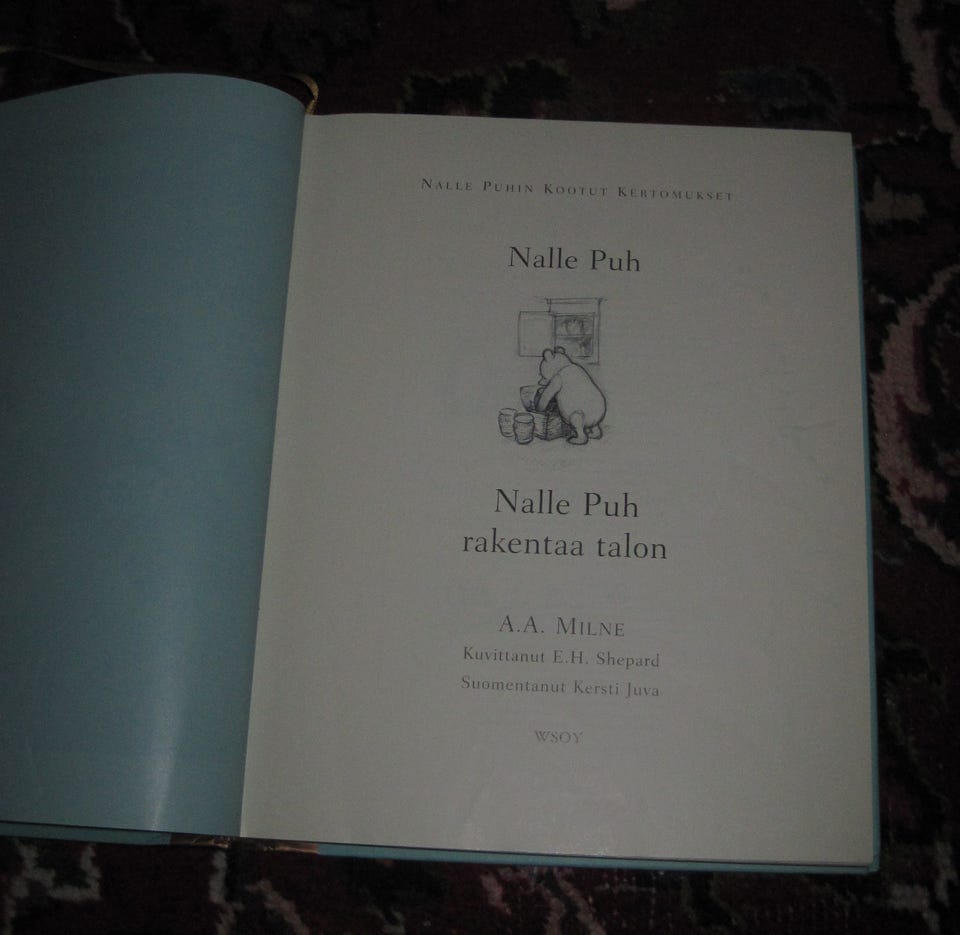 NALLE PUHIN KOOTUT KERTOMUKSET
Nalle Puh
Nalle Puh
rakentaa talon
A.A. MILNE
Kuvittanut E.H. Shepard
Suomentanut Kersti Juva
WSOY